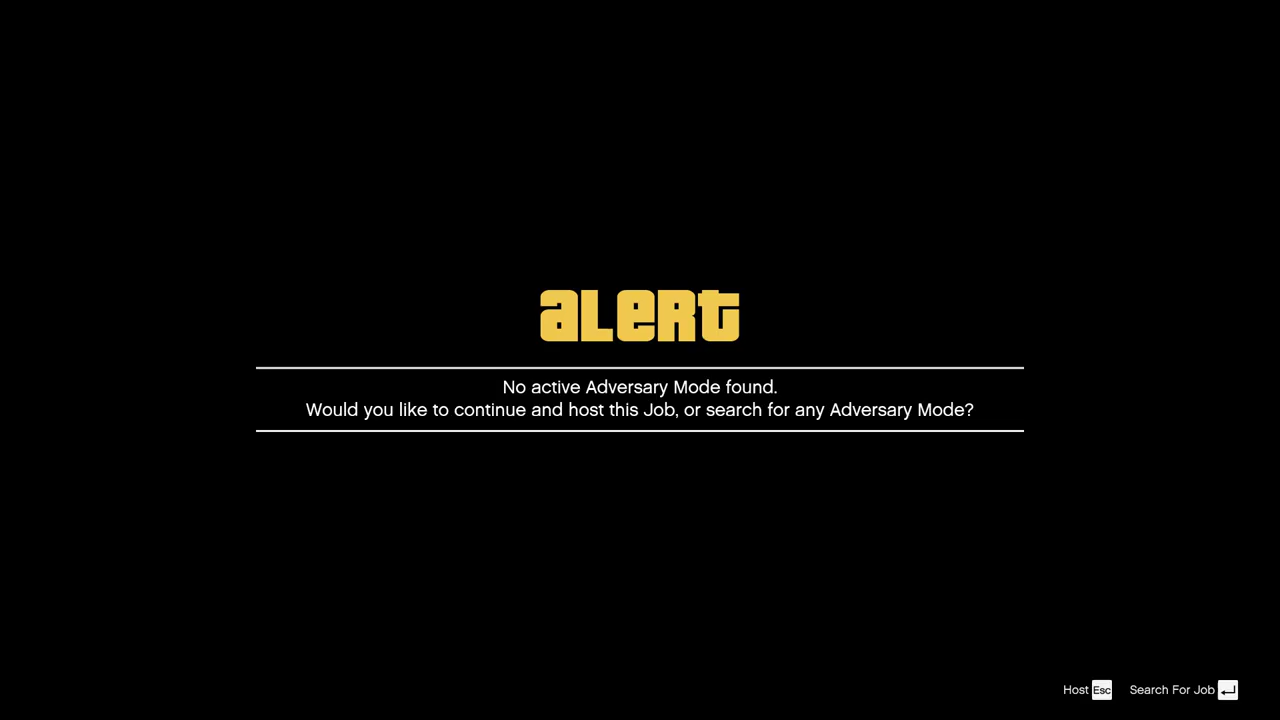 aLeRt
No active Adversary Mode found.
Would you like to continue and host this Job, or search for any Adversary Mode?
Host Esc Search For Job